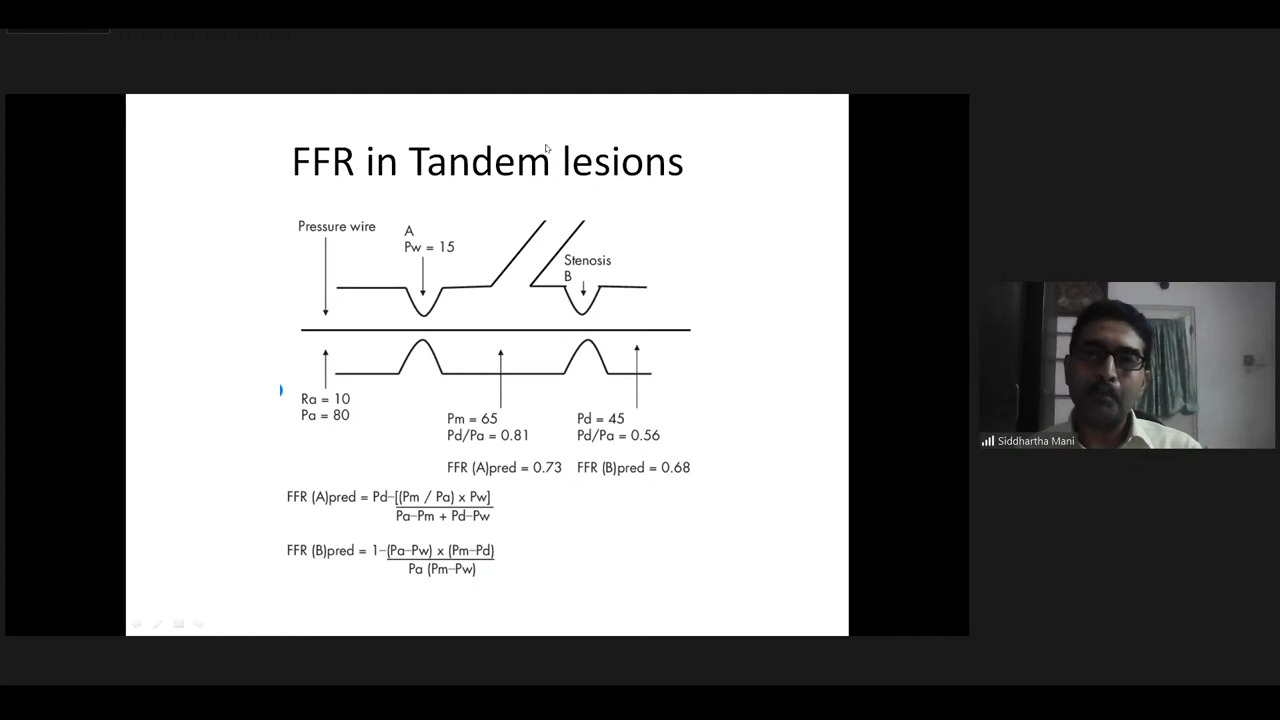 FFR in Tandem lesions
Pressure wire
A
Pw = 15
Stenosis
B
Ra = 10
Pa = 80
Pm = 65
Pd/Pa = 0.81
Pd = 45
Pd/Pa = 0.56
FFR (A)pred = 0.73
FFR (B)pred = 0.68
FFR (A)pred = Pd–[(Pm / Pa) x Pw]
Pa–Pm + Pd–Pw
FFR (B)pred = 1–(Pa–Pw) x (Pm–Pd)
Pa (Pm–Pw)
Siddhartha Mani